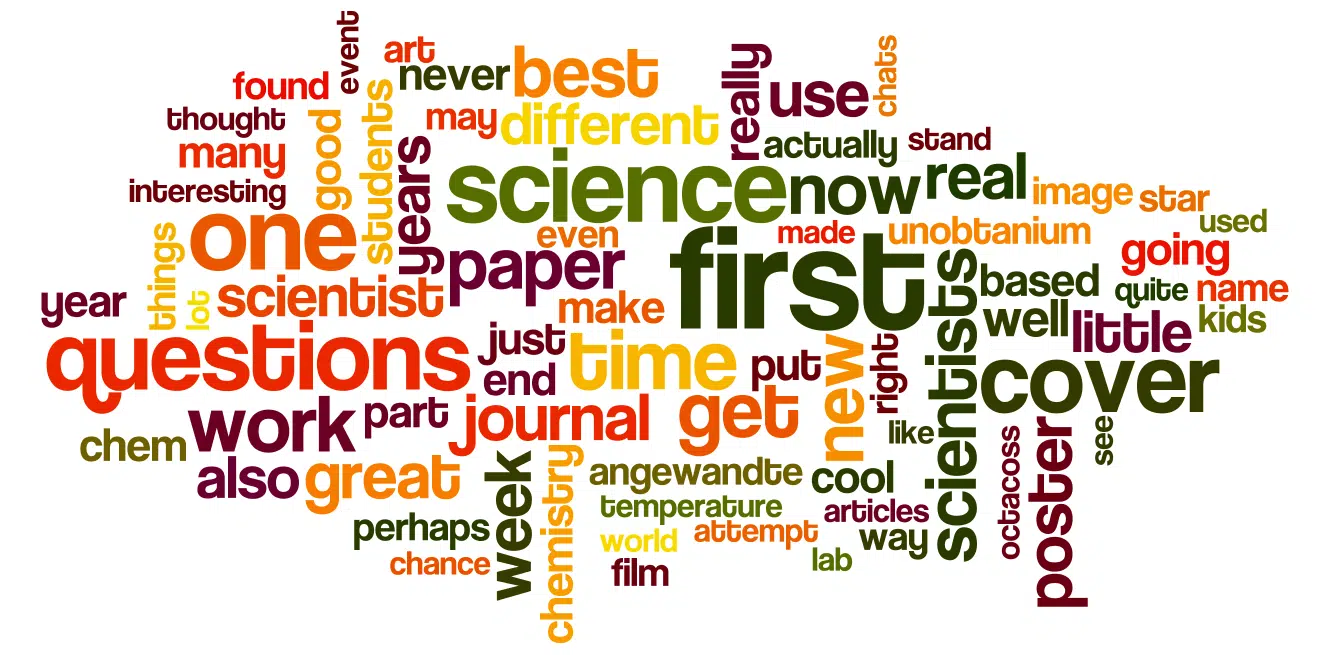 event
art
found
never
best
really
use
chats
thought
good
students
may
different
actually
stand
many
years
science
now
real
image
star
interesting
one
even
made
unobtanium
used
things
paper
first
going
year
lot
scientist
make
scientists
based
quite
name
well
little
kids
questions
just
time
put
new
right
cover
end
chem
work
part
journal
get
like
poster
see
also
great
week
chemistry
angewandte
cool
octacoss
temperature
articles
perhaps
world
attempt
way
chance
film
lab